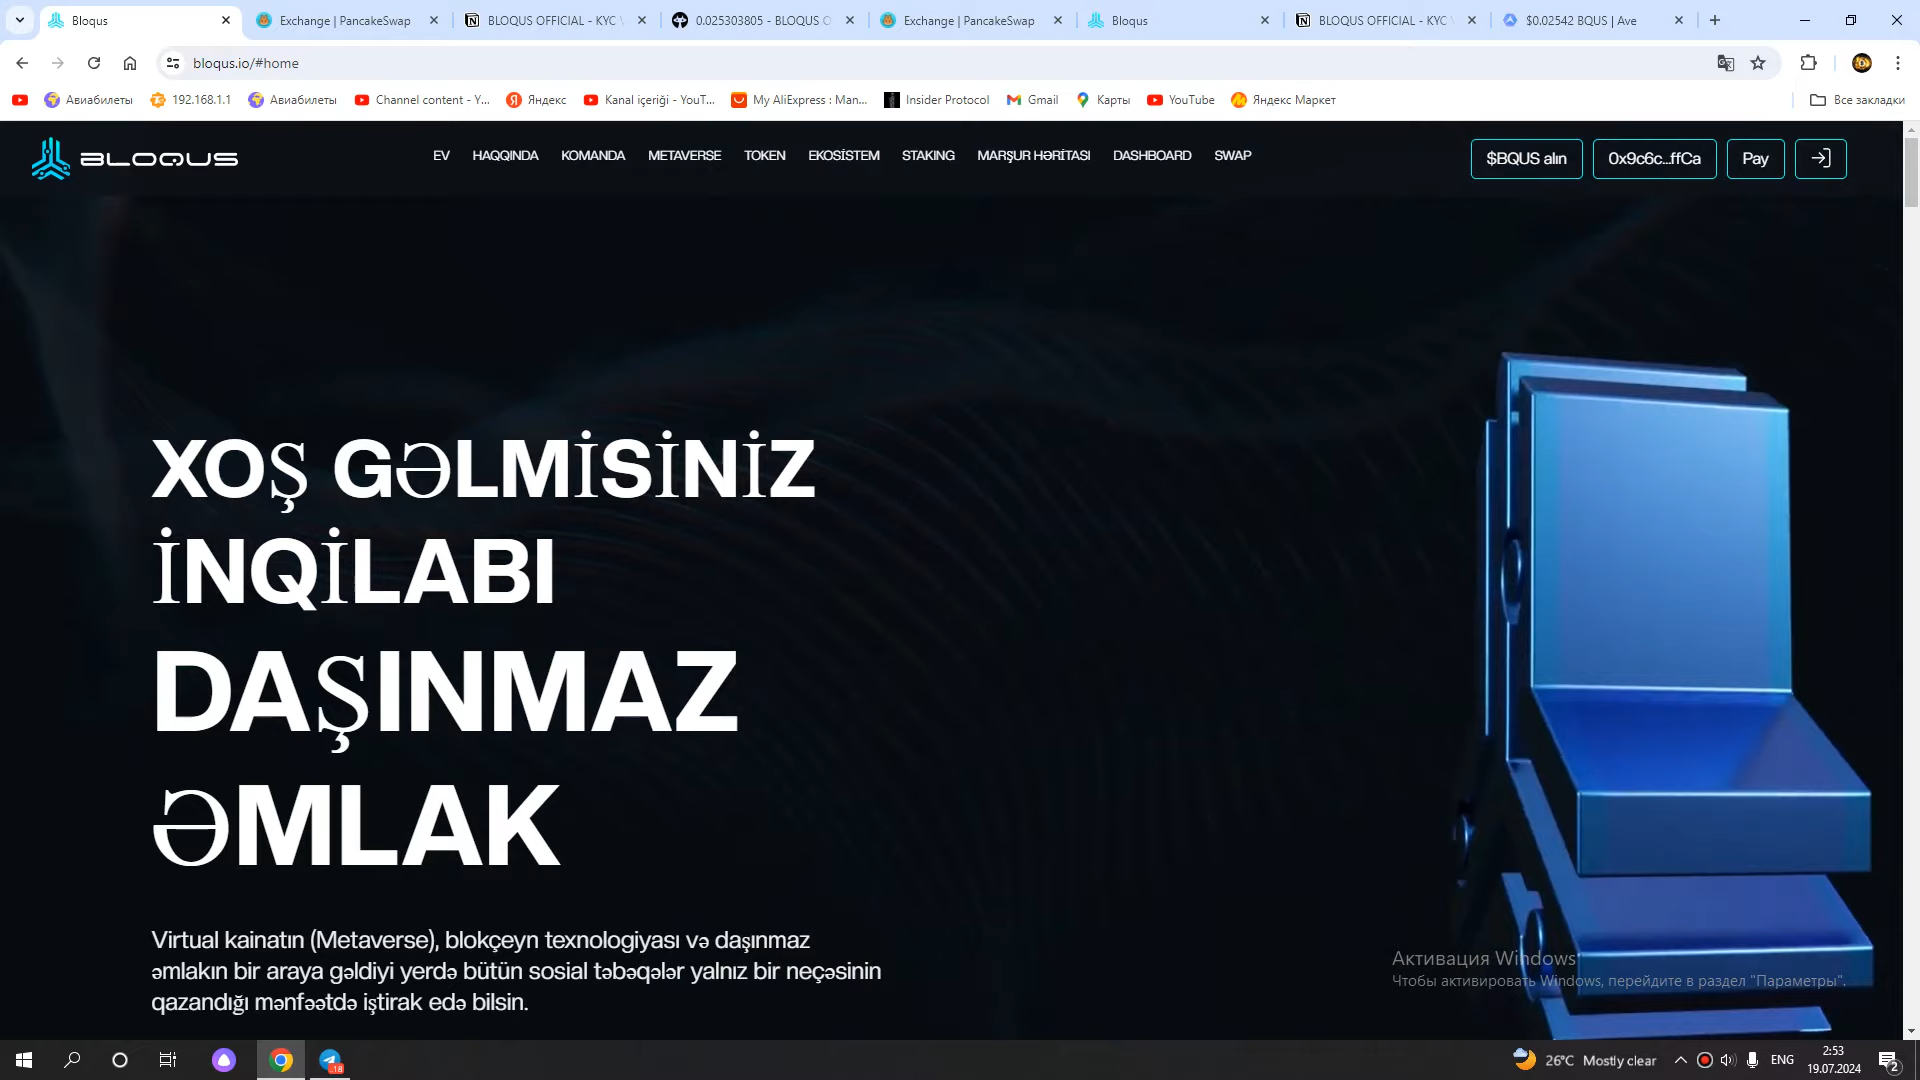 Bloqus
Exchange | PancakeSwap
BLOQUS OFFICIAL - KYC
0.025303805 - BLOQUS O
Exchange | PancakeSwap
Bloqus
BLOQUS OFFICIAL - KYC
$0.02542 BQUS | Ave
bloqus.io/#home
Авиабилеты
192.168.1.1
Авиабилеты
Channel content - Y...
Яндекс
Kanal içeriği - YouT...
My AliExpress : Man...
Insider Protocol
Gmail
Карты
YouTube
Яндекс Маркет
Все закладки
BLOQUS
EV HAQQINDA KOMANDA METAVERSE TOKEN EKOSİSTEM STAKING MARŞUR HƏRİTASI DASHBOARD SWAP
$BQUS alın
0x9c6c...ffCa
Pay
XOŞ GƏLMİSİNİZ
İNQİLABI
DAŞINMAZ
ƏMLAK
Virtual kainatın (Metaverse), blokçeyn texnologiyası və daşınmaz
əmlakın bir araya gəldiyi yerdə bütün sosial təbəqələr yalnız bir neçəsinin
qazandığı mənfəətdə iştirak edə bilsin.
Активация Windows
Чтобы активировать Windows, перейдите в раздел "Параметры".
18
26°C Mostly clear
ENG
2:53
19.07.2024
2